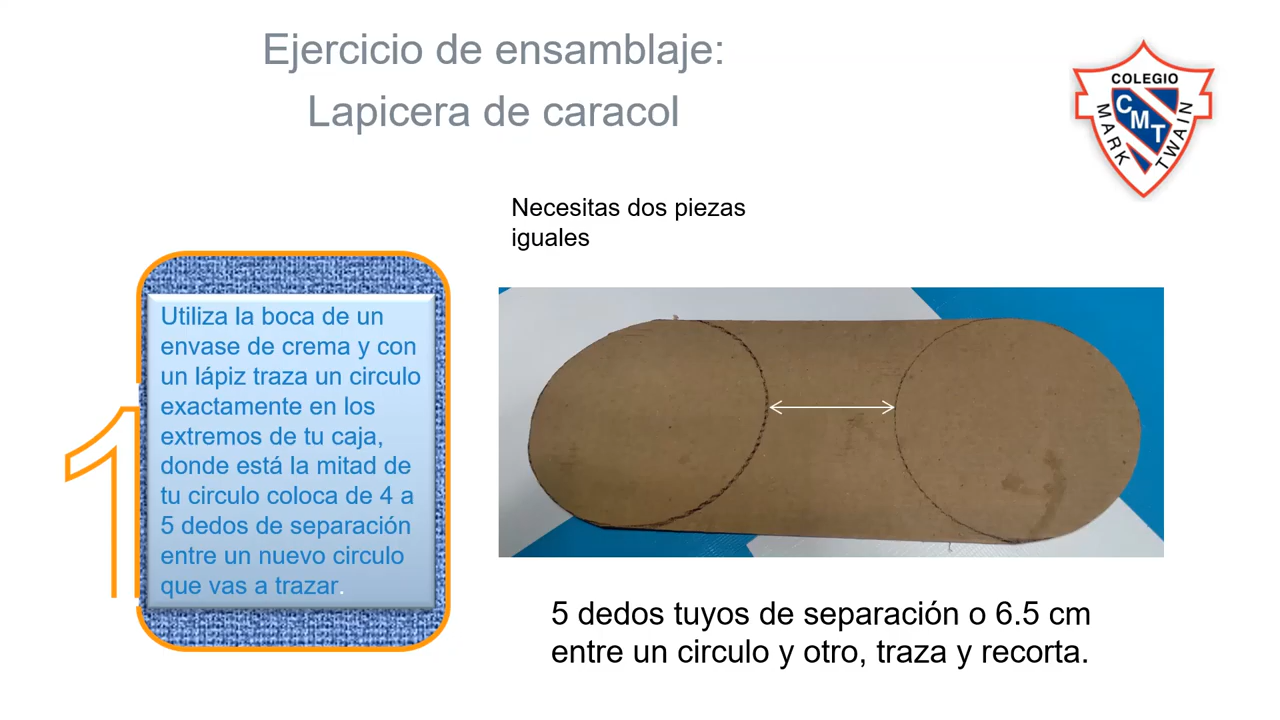 Ejercicio de ensamblaje:
Lapicera de caracol
COLEGIO
CMT
MARK TWAIN
Necesitas dos piezas
iguales
1
Utiliza la boca de un
envase de crema y con
un lápiz traza un circulo
exactamente en los
extremos de tu caja,
donde está la mitad de
tu circulo coloca de 4 a
5 dedos de separación
entre un nuevo circulo
que vas a trazar.
5 dedos tuyos de separación o 6.5 cm
entre un circulo y otro, traza y recorta.